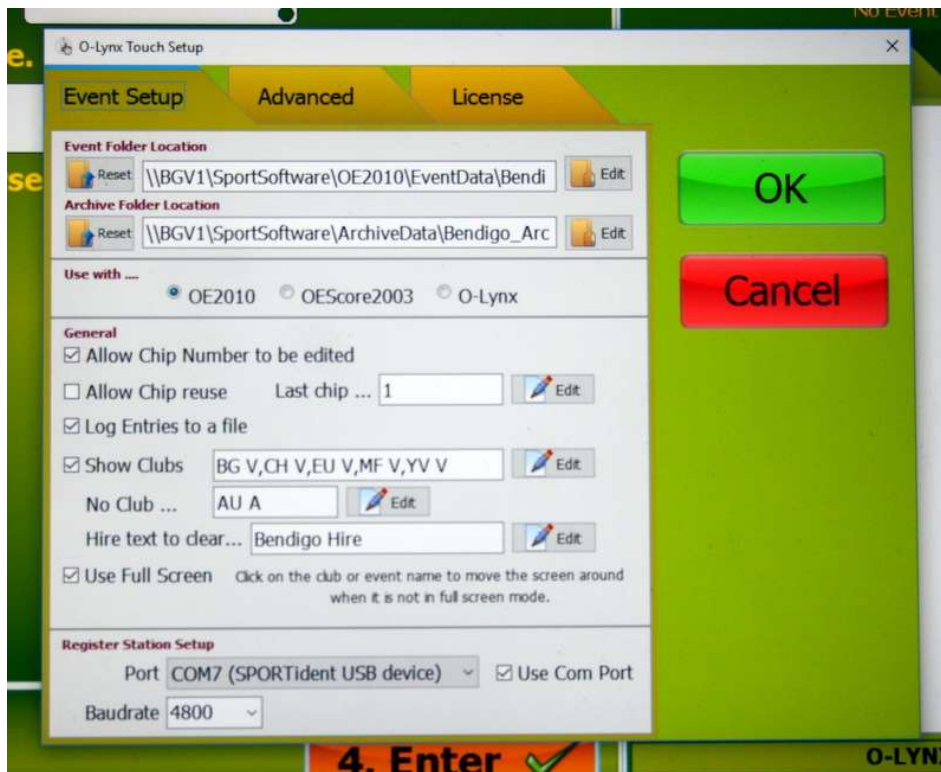 No Event
e.
se
O-Lynx Touch Setup
Event Setup Advanced License
Event Folder Location
Reset \\BGV1\SportSoftware\OE2010\EventData\Bendi Edit
Archive Folder Location
Reset \\BGV1\SportSoftware\ArchiveData\Bendigo_Arc Edit
OK
Cancel
Use with ....
OE2010 OEScore2003 O-Lynx
General
Allow Chip Number to be edited
Allow Chip reuse Last chip ... 1 Edit
Log Entries to a file
Show Clubs BG V,CH V,EU V,MF V,YV V Edit
No Club ... AU A Edit
Hire text to clear... Bendigo Hire Edit
Use Full Screen Click on the club or event name to move the screen around
when it is not in full screen mode.
Register Station Setup
Port COM7 (SPORTident USB device) Use Com Port
Baudrate 4800
4. Enter
O-LYN